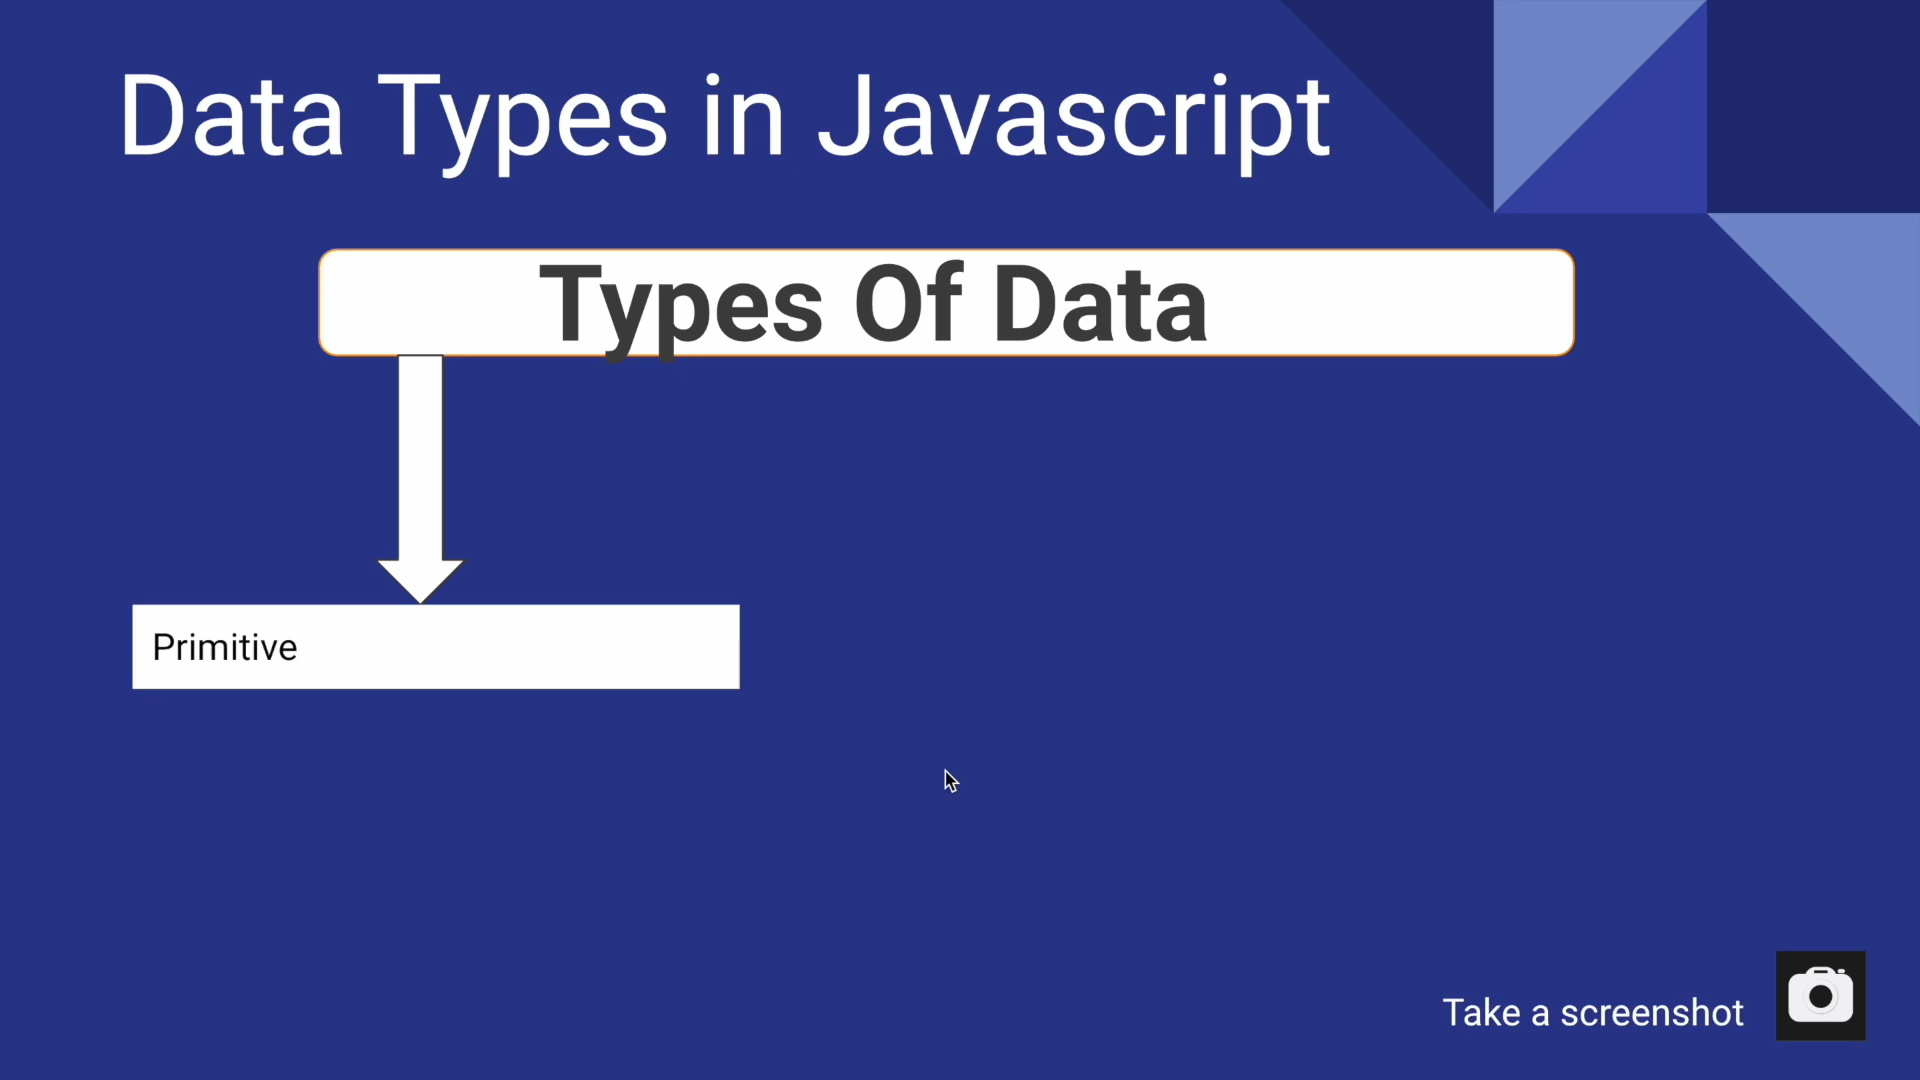 Data Types in Javascript
Types Of Data
Primitive
Take a screenshot